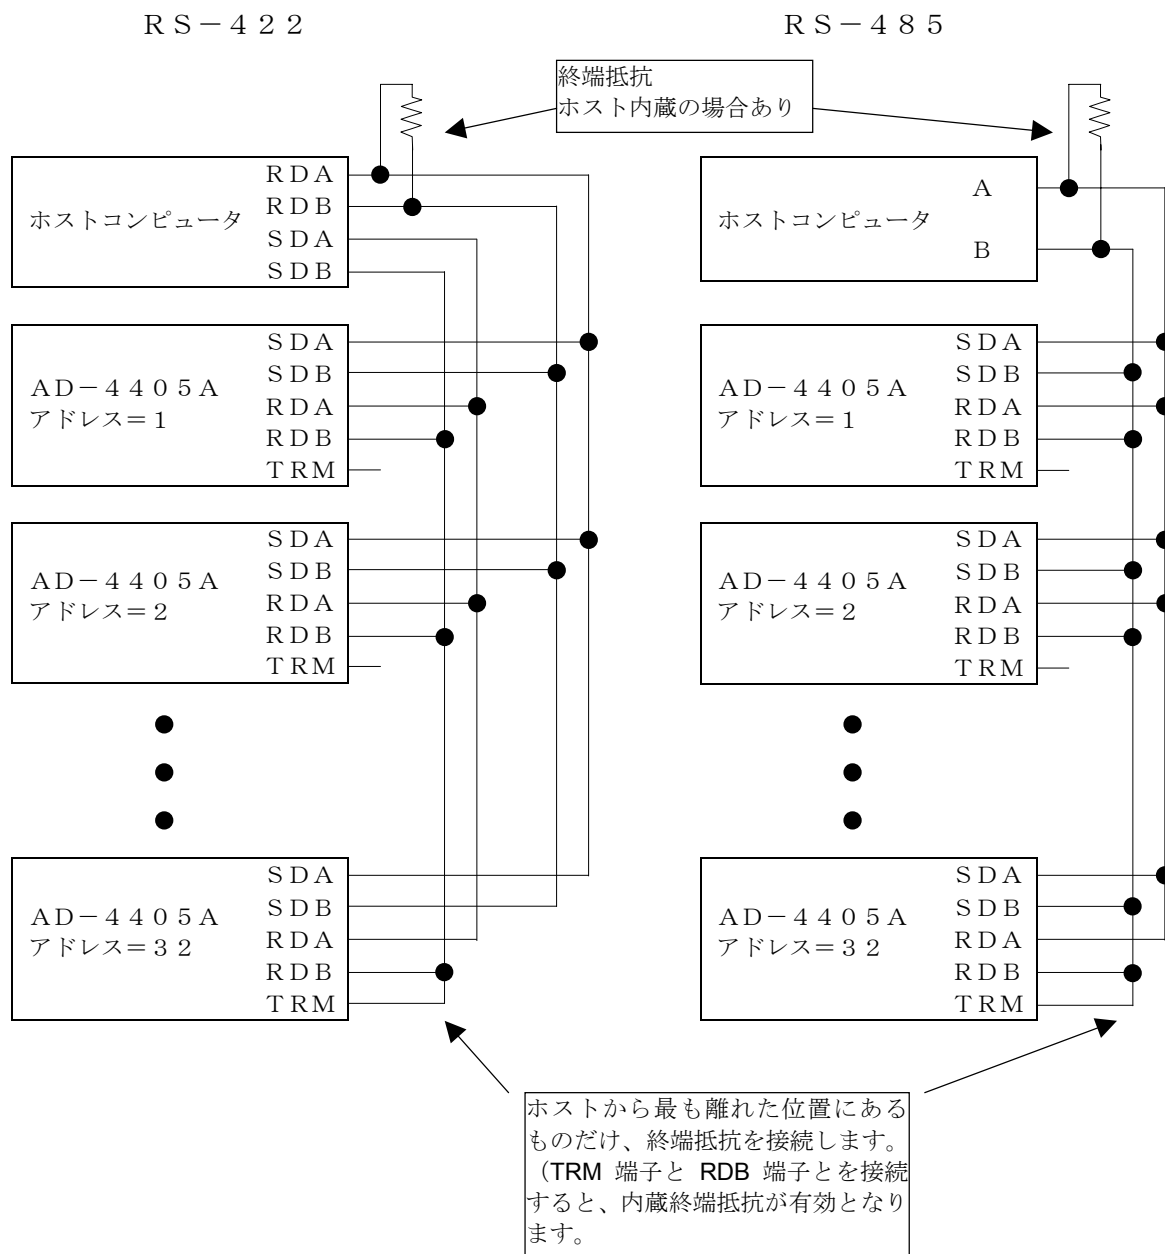 ＲＳ－４２２
ＲＳ－４８５
終端抵抗
ホスト内蔵の場合あり
ホストコンピュータ
ＲＤＡ
ＲＤＢ
ＳＤＡ
ＳＤＢ
ＡＤ－４４０５Ａ
アドレス＝１
ＳＤＡ
ＳＤＢ
ＲＤＡ
ＲＤＢ
ＴＲＭ
ＡＤ－４４０５Ａ
アドレス＝２
ＳＤＡ
ＳＤＢ
ＲＤＡ
ＲＤＢ
ＴＲＭ
ＡＤ－４４０５Ａ
アドレス＝３２
ＳＤＡ
ＳＤＢ
ＲＤＡ
ＲＤＢ
ＴＲＭ
ホストコンピュータ
Ａ
Ｂ
ＡＤ－４４０５Ａ
アドレス＝１
ＳＤＡ
ＳＤＢ
ＲＤＡ
ＲＤＢ
ＴＲＭ
ＡＤ－４４０５Ａ
アドレス＝２
ＳＤＡ
ＳＤＢ
ＲＤＡ
ＲＤＢ
ＴＲＭ
ＡＤ－４４０５Ａ
アドレス＝３２
ＳＤＡ
ＳＤＢ
ＲＤＡ
ＲＤＢ
ＴＲＭ
ホストから最も離れた位置にある
ものだけ、終端抵抗を接続します。
（TRM 端子と RDB 端子とを接続
すると、内蔵終端抵抗が有効となり
ます。